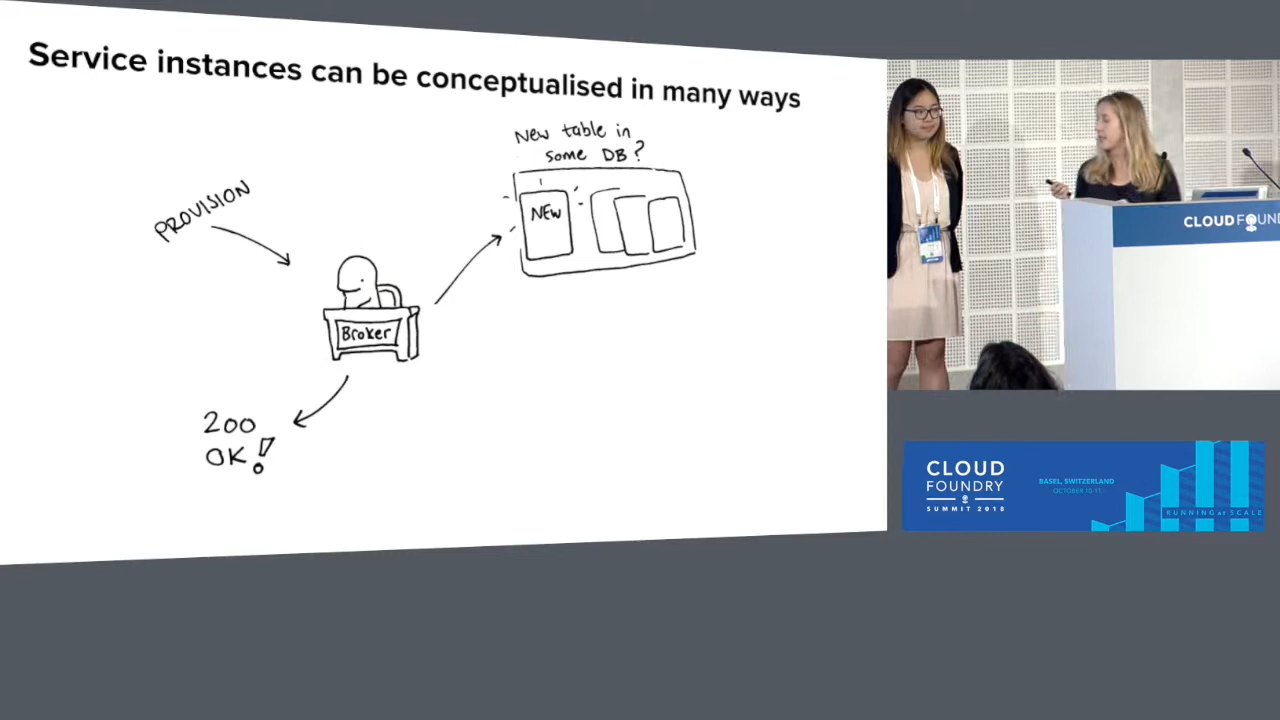 Service instances can be conceptualised in many ways
New table in
some DB?
PROVISION
NEW
Broker
200
OK!
CLOUD FOUN
CLOUD
FOUNDRY
SUMMIT 2018
BASEL, SWITZERLAND
OCTOBER 10-11
RUNNING AT SCALE